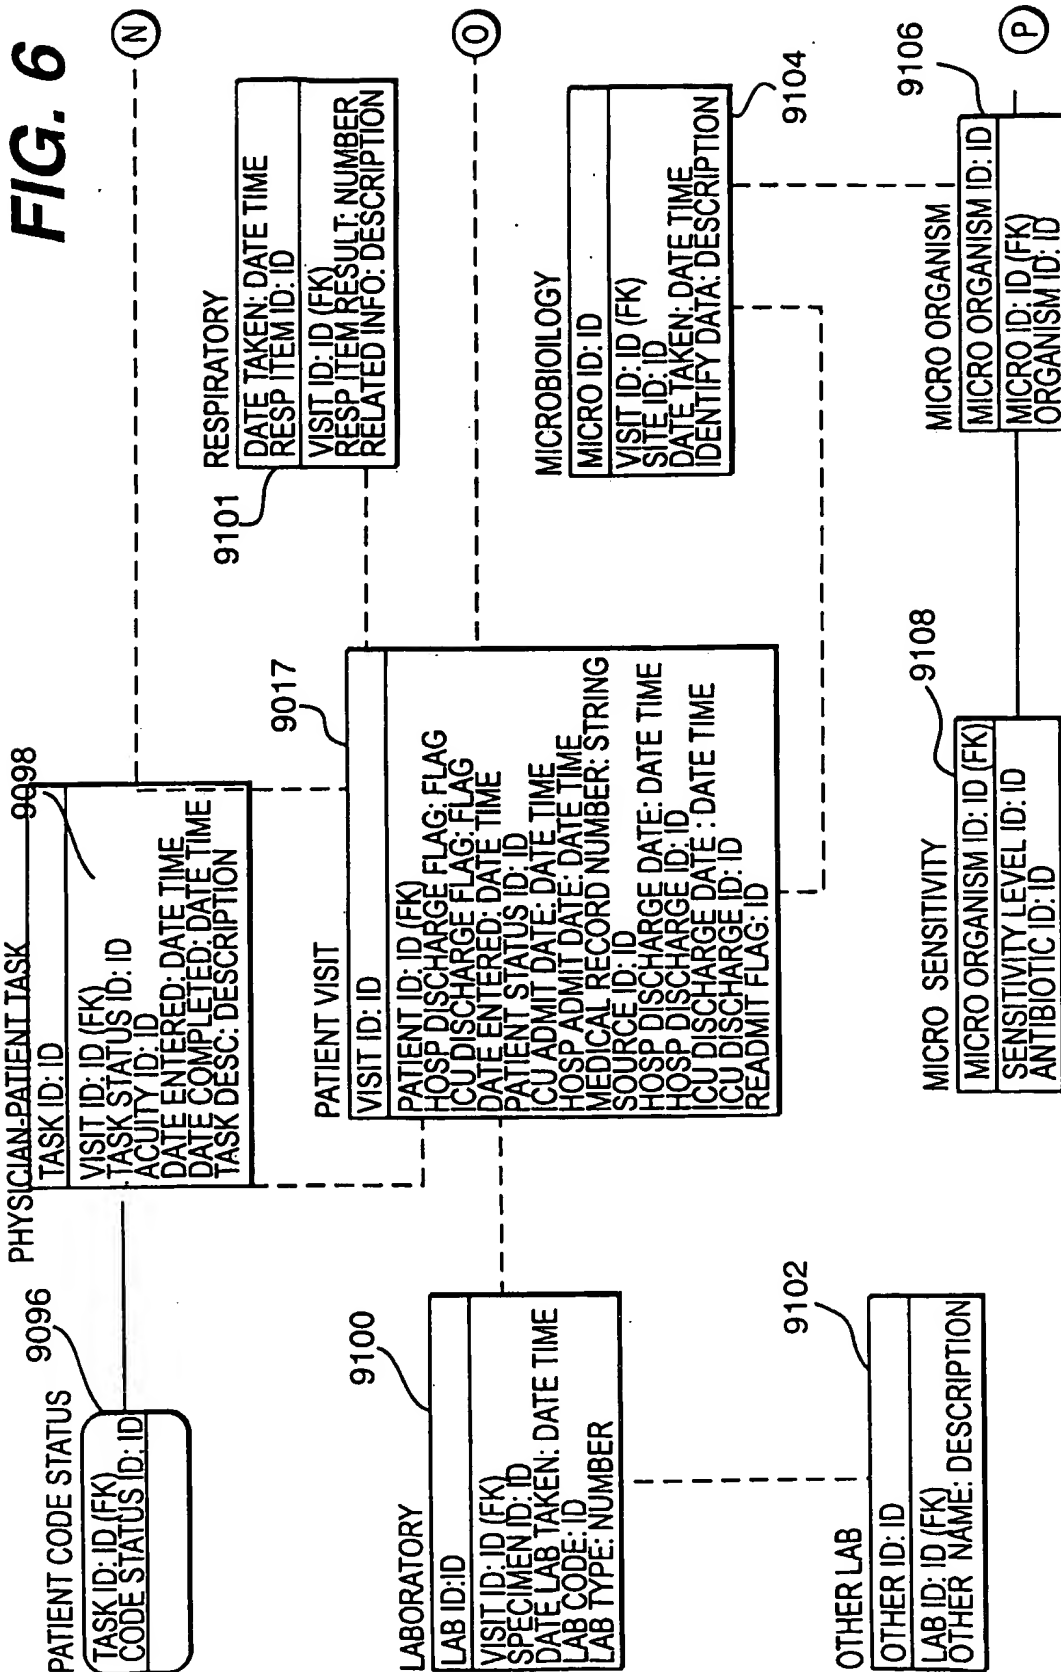 FIG. 6
PATIENT CODE STATUS
9096
TASK ID: ID (FK)
CODE STATUS ID: ID
PHYSICIAN-PATIENT TASK
9098
TASK ID: ID
VISIT ID: ID (FK)
TASK STATUS ID: ID
ACUITY ID: ID
DATE ENTERED: DATE TIME
DATE COMPLETED: DATE TIME
TASK DESC: DESCRIPTION
N
RESPIRATORY
9101
DATE TAKEN: DATE TIME
RESP ITEM ID: ID
VISIT ID: ID (FK)
RESP ITEM RESULT: NUMBER
RELATED INFO: DESCRIPTION
PATIENT VISIT
9017
VISIT ID: ID
PATIENT ID: ID (FK)
HOSP DISCHARGE FLAG: FLAG
ICU DISCHARGE FLAG: FLAG
DATE ENTERED: DATE TIME
PATIENT STATUS ID: ID
ICU ADMIT DATE: DATE TIME
HOSP ADMIT DATE: DATE TIME
MEDICAL RECORD NUMBER: STRING
SOURCE ID: ID
HOSP DISCHARGE DATE: DATE TIME
HOSP DISCHARGE ID: ID
ICU DISCHARGE DATE : DATE TIME
ICU DISCHARGE ID: ID
READMIT FLAG: ID
O
LABORATORY
9100
LAB ID:ID
VISIT ID: ID (FK)
SPECIMEN ID: ID
DATE LAB TAKEN: DATE TIME
LAB CODE: ID
LAB TYPE: NUMBER
MICROBIOILOGY
9104
MICRO ID: ID
VISIT ID: ID (FK)
SITE ID: ID
DATE TAKEN: DATE TIME
IDENTIFY DATA: DESCRIPTION
OTHER LAB
9102
OTHER ID: ID
LAB ID: ID (FK)
OTHER NAME: DESCRIPTION
MICRO SENSITIVITY
9108
MICRO ORGANISM ID: ID (FK)
SENSITIVITY LEVEL ID: ID
ANTIBIOTIC ID: ID
MICRO ORGANISM
9106
MICRO ORGANISM ID: ID
MICRO ID: ID (FK)
ORGANISM ID: ID
P